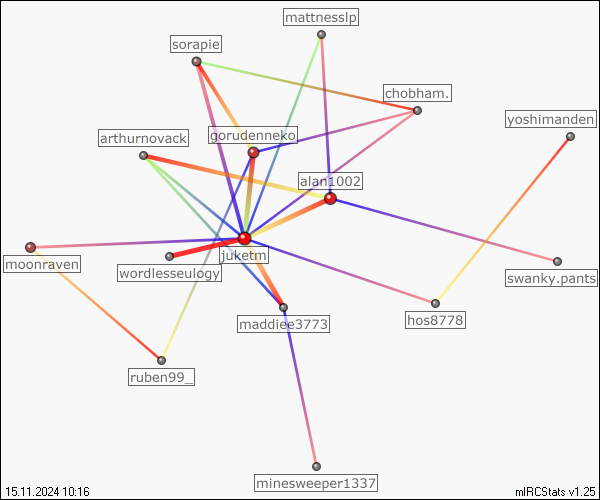 mattnesslp
sorapie
chobham.
yoshimanden
arthurnovack
gorudenneko
alan1002
juketm
moonraven
wordlesseulogy
swanky.pants
maddiee3773
hos8778
ruben99_
minesweeper1337
15.11.2024 10:16
mIRCStats v1.25